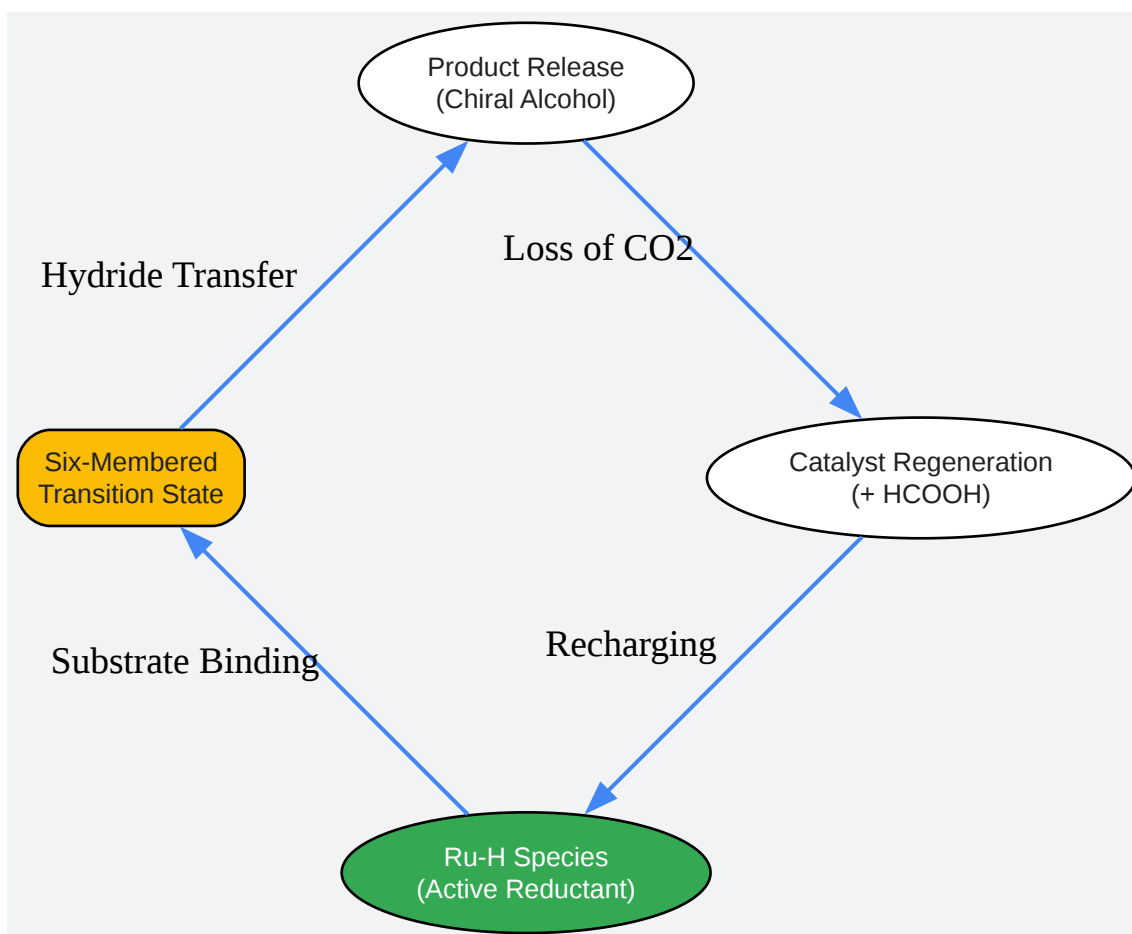 Product Release
(Chiral Alcohol)
Loss of CO2
Hydride Transfer
Six-Membered
Transition State
Catalyst Regeneration
(+ HCOOH)
Recharging
Substrate Binding
Ru-H Species
(Active Reductant)